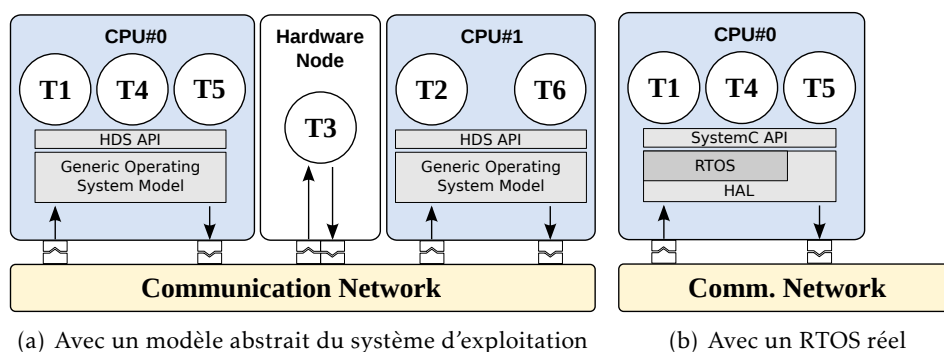 CPU#0
T1 T4 T5
HDS API
Generic Operating
System Model
Hardware
Node
T3
CPU#1
T2 T6
HDS API
Generic Operating
System Model
Communication Network
(a) Avec un modèle abstrait du système d'exploitation
CPU#0
T1 T4 T5
SystemC API
RTOS
HAL
Comm. Network
(b) Avec un RTOS réel